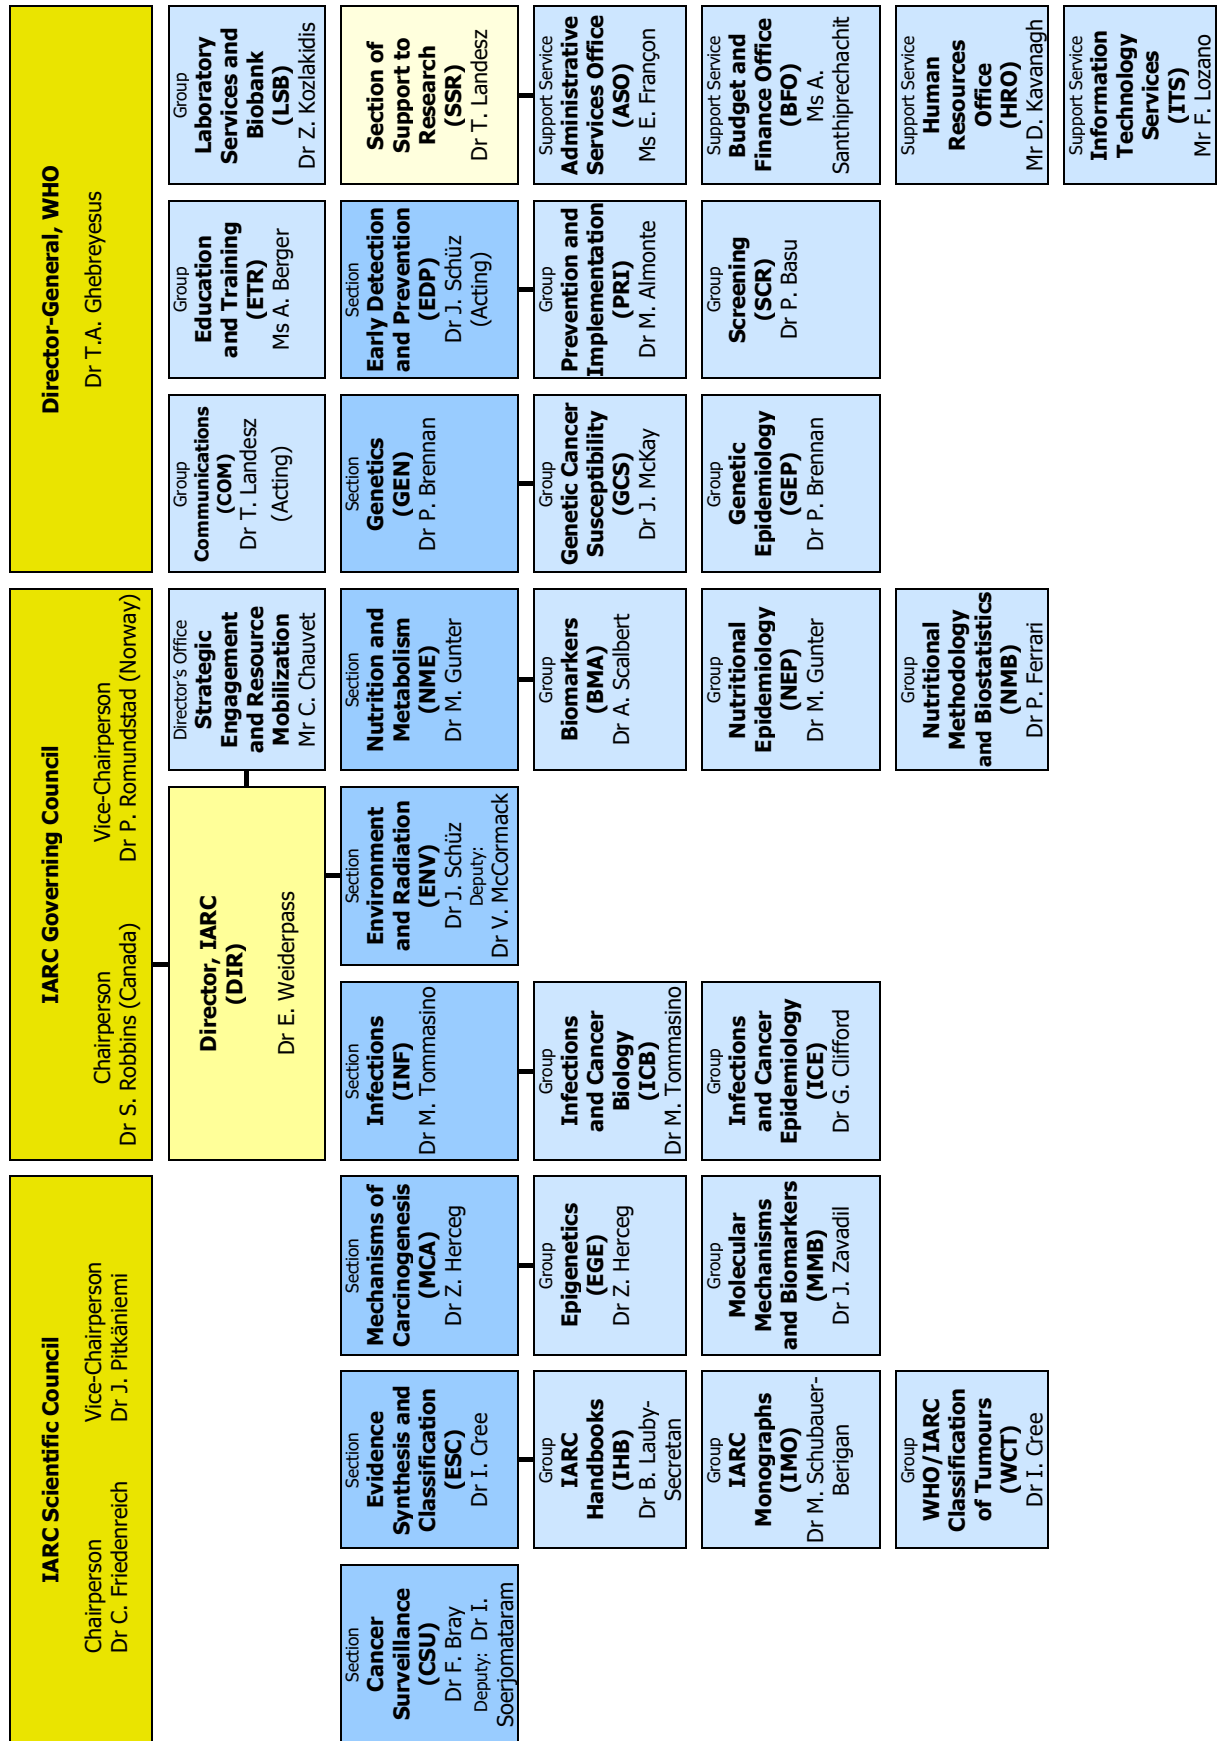 IARC Scientific Council
Chairperson
Dr C. Friedenreich
Vice-Chairperson
Dr J. Pitkäniemi
IARC Governing Council
Chairperson
Dr S. Robbins (Canada)
Vice-Chairperson
Dr P. Romundstad (Norway)
Director-General, WHO
Dr T.A. Ghebreyesus
Director, IARC
(DIR)
Dr E. Weiderpass
Director's Office
Strategic
Engagement
and Resource
Mobilization
Mr C. Chauvet
Group
Communications
(COM)
Dr T. Landesz
(Acting)
Group
Education
and Training
(ETR)
Ms A. Berger
Group
Laboratory
Services and
Biobank
(LSB)
Dr Z. Kozlakidis
Section
Cancer
Surveillance
(CSU)
Dr F. Bray
Deputy: Dr I.
Soerjomataram
Section
Evidence
Synthesis and
Classification
(ESC)
Dr I. Cree
Section
Mechanisms of
Carcinogenesis
(MCA)
Dr Z. Herceg
Section
Infections
(INF)
Dr M. Tommasino
Section
Environment
and Radiation
(ENV)
Dr J. Schüz
Deputy:
Dr V. McCormack
Section
Nutrition and
Metabolism
(NME)
Dr M. Gunter
Section
Genetics
(GEN)
Dr P. Brennan
Section
Early Detection
and Prevention
(EDP)
Dr J. Schüz
(Acting)
Section of
Support to
Research
(SSR)
Dr T. Landesz
Group
IARC
Handbooks
(IHB)
Dr B. Lauby-
Secretan
Group
Epigenetics
(EGE)
Dr Z. Herceg
Group
Infections
and Cancer
Biology
(ICB)
Dr M. Tommasino
Group
Biomarkers
(BMA)
Dr A. Scalbert
Group
Genetic Cancer
Susceptibility
(GCS)
Dr J. McKay
Group
Prevention and
Implementation
(PRI)
Dr M. Almonte
Support Service
Administrative
Services Office
(ASO)
Ms E. Françon
Group
IARC
Monographs
(IMO)
Dr M. Schubauer-
Berigan
Group
Molecular
Mechanisms
and Biomarkers
(MMB)
Dr J. Zavadil
Group
Infections
and Cancer
Epidemiology
(ICE)
Dr G. Clifford
Group
Nutritional
Epidemiology
(NEP)
Dr M. Gunter
Group
Genetic
Epidemiology
(GEP)
Dr P. Brennan
Group
Screening
(SCR)
Dr P. Basu
Support Service
Budget and
Finance Office
(BFO)
Ms A.
Santhiprechachit
Group
WHO/IARC
Classification
of Tumours
(WCT)
Dr I. Cree
Group
Nutritional
Methodology
and Biostatistics
(NMB)
Dr P. Ferrari
Support Service
Human
Resources
Office
(HRO)
Mr D. Kavanagh
Support Service
Information
Technology
Services
(ITS)
Mr F. Lozano